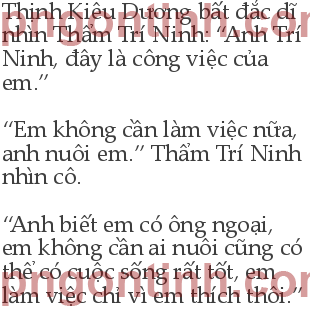 Thịnh Kiều Dương bất đắc dĩ
nhìn Thẩm Trí Ninh: “Anh Trí
Ninh, đây là công việc của
em.”
“Em không cần làm việc nữa,
anh nuôi em.” Thẩm Trí Ninh
nhìn cô.
“Anh biết em có ông ngoại,
em không cần ai nuôi cũng có
thể có cuộc sống rất tốt, em
làm việc chỉ vì em thích thôi.”